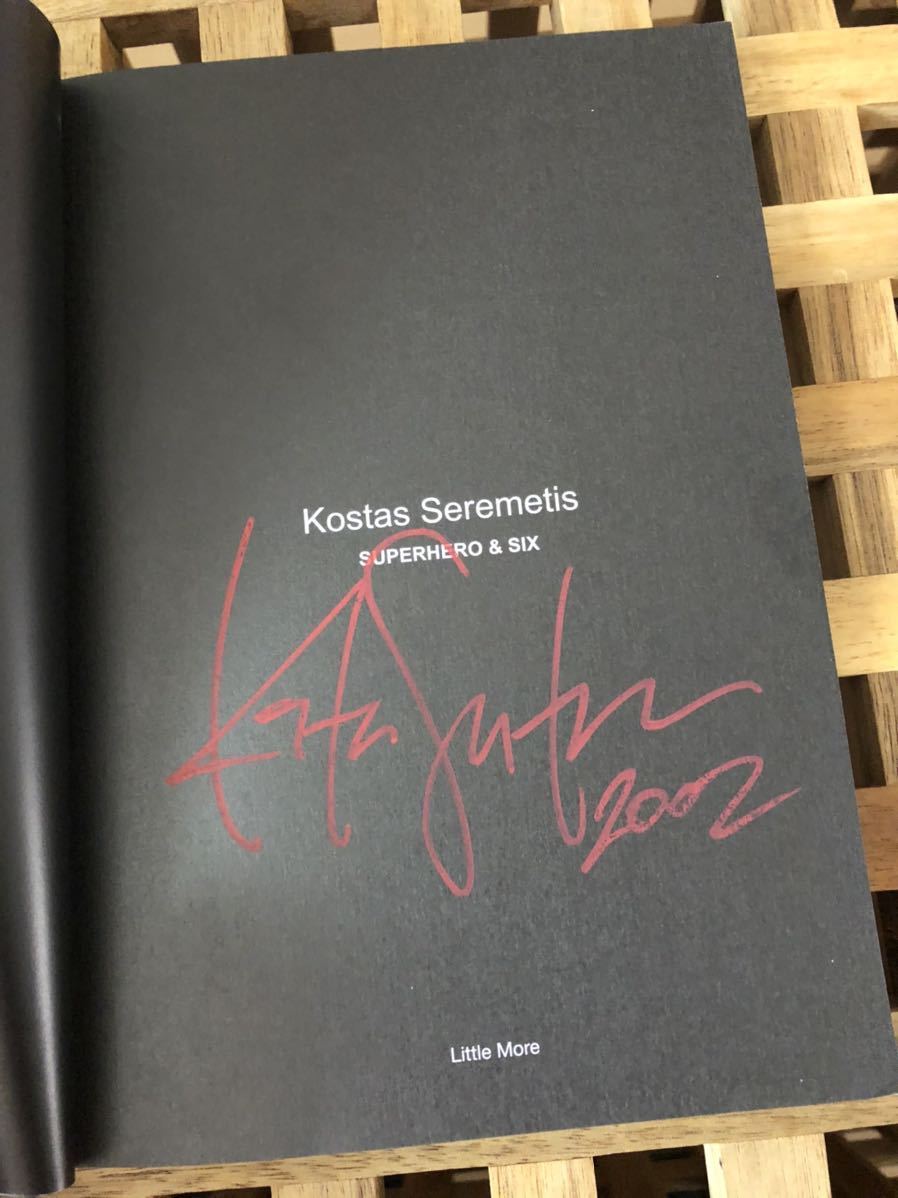 Kostas Seremetis
SUPERHERO & SIX
2002
Little More